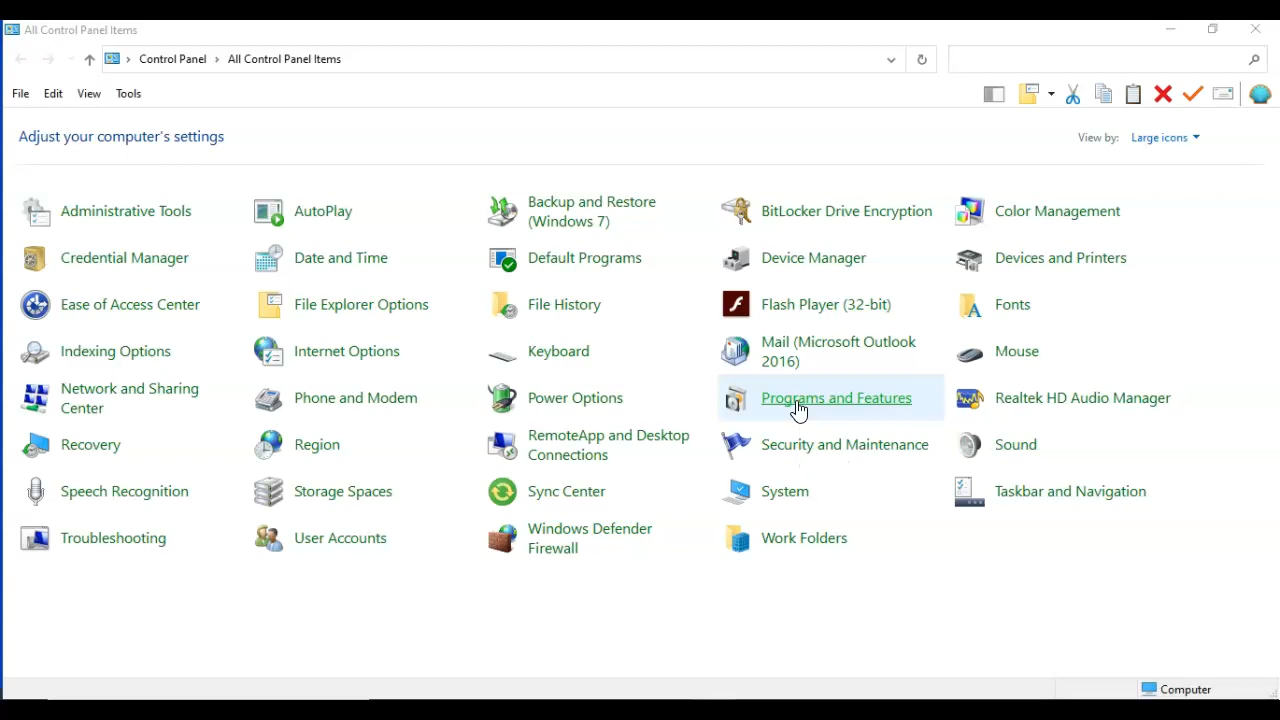 All Control Panel Items
Control Panel > All Control Panel Items
File Edit View Tools
Adjust your computer's settings
View by: Large icons
Administrative Tools
AutoPlay
Backup and Restore
(Windows 7)
BitLocker Drive Encryption
Color Management
Credential Manager
Date and Time
Default Programs
Device Manager
Devices and Printers
Ease of Access Center
File Explorer Options
File History
Flash Player (32-bit)
Fonts
Indexing Options
Internet Options
Keyboard
Mail (Microsoft Outlook
2016)
Mouse
Network and Sharing
Center
Phone and Modem
Power Options
Programs and Features
Realtek HD Audio Manager
Recovery
Region
RemoteApp and Desktop
Connections
Security and Maintenance
Sound
Speech Recognition
Storage Spaces
Sync Center
System
Taskbar and Navigation
Troubleshooting
User Accounts
Windows Defender
Firewall
Work Folders
Computer